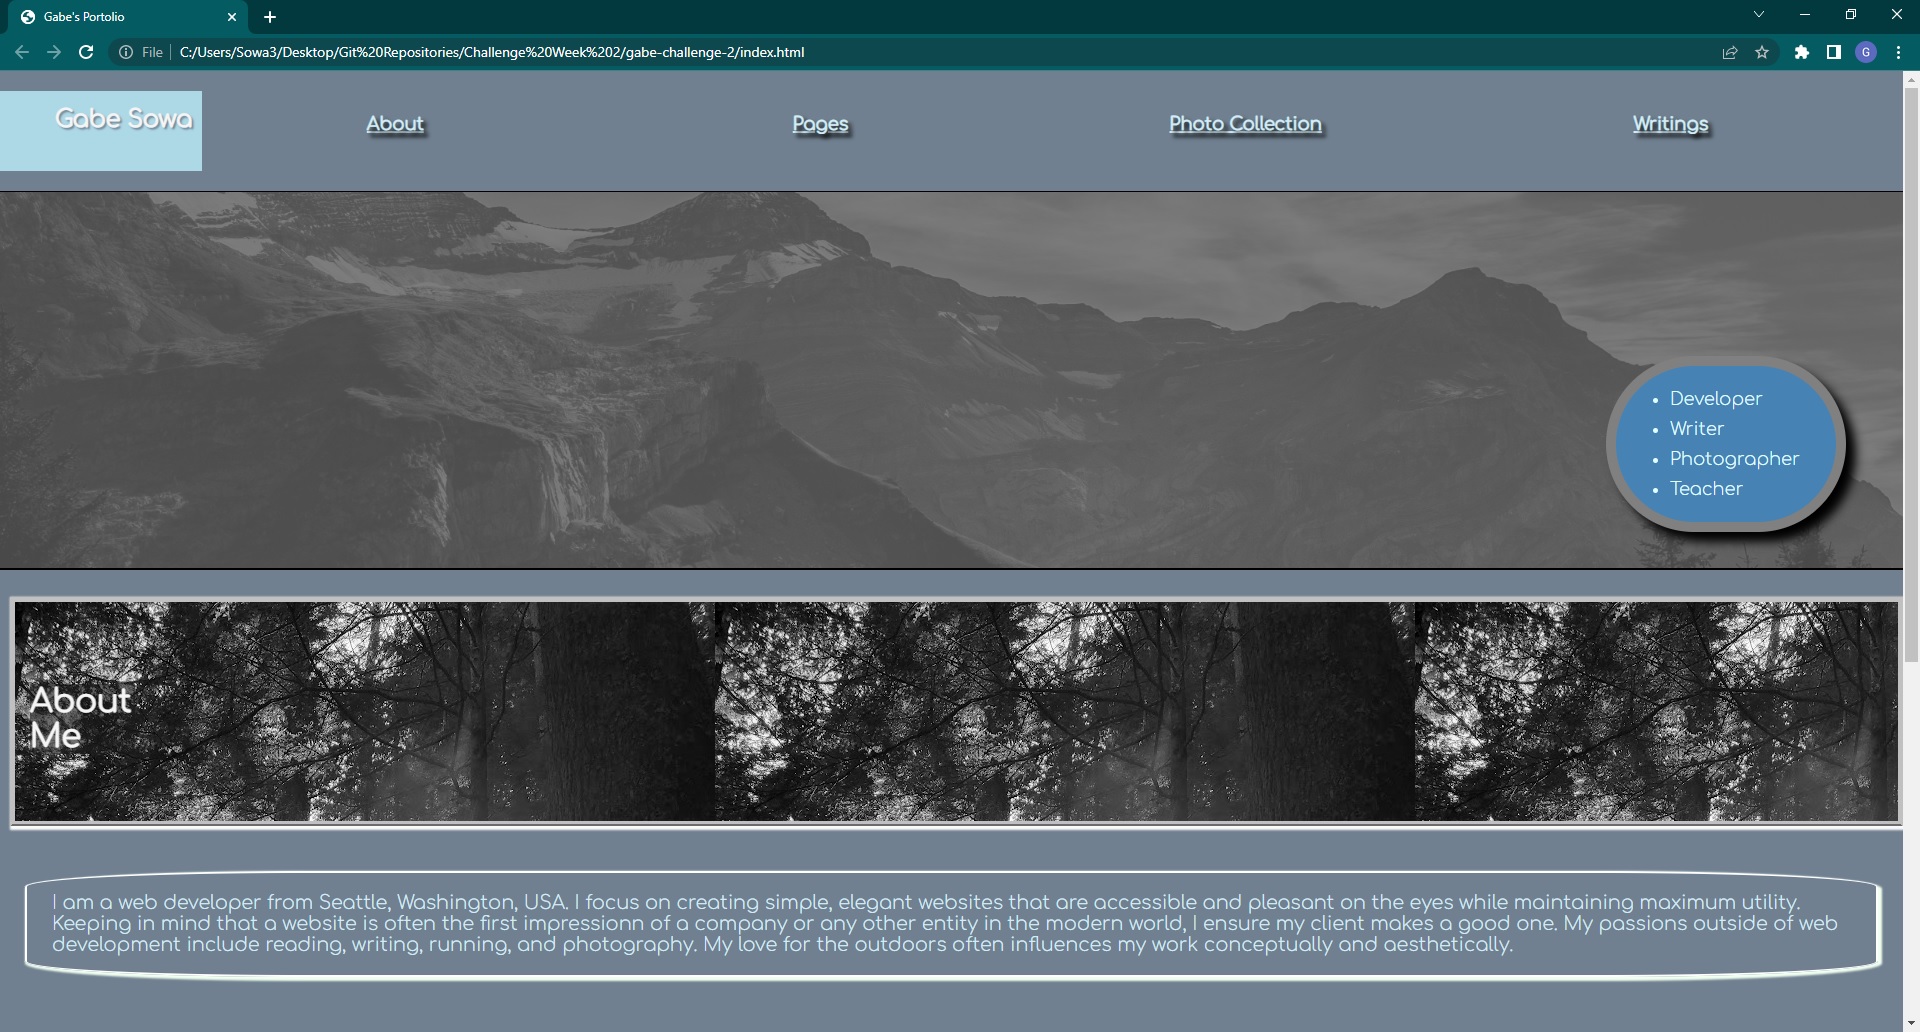 Gabe's Portolio
File
C:/Users/Sowa3/Desktop/Git%20Repositories/Challenge%20Week%202/gabe-challenge-2/index.html
G
Gabe Sowa
About
Pages
Photo Collection
Writings
• Developer
• Writer
• Photographer
• Teacher
About
Me
I am a web developer from Seattle, Washington, USA. I focus on creating simple, elegant websites that are accessible and pleasant on the eyes while maintaining maximum utility.
Keeping in mind that a website is often the first impressionn of a company or any other entity in the modern world, I ensure my client makes a good one. My passions outside of web
development include reading, writing, running, and photography. My love for the outdoors often influences my work conceptually and aesthetically.